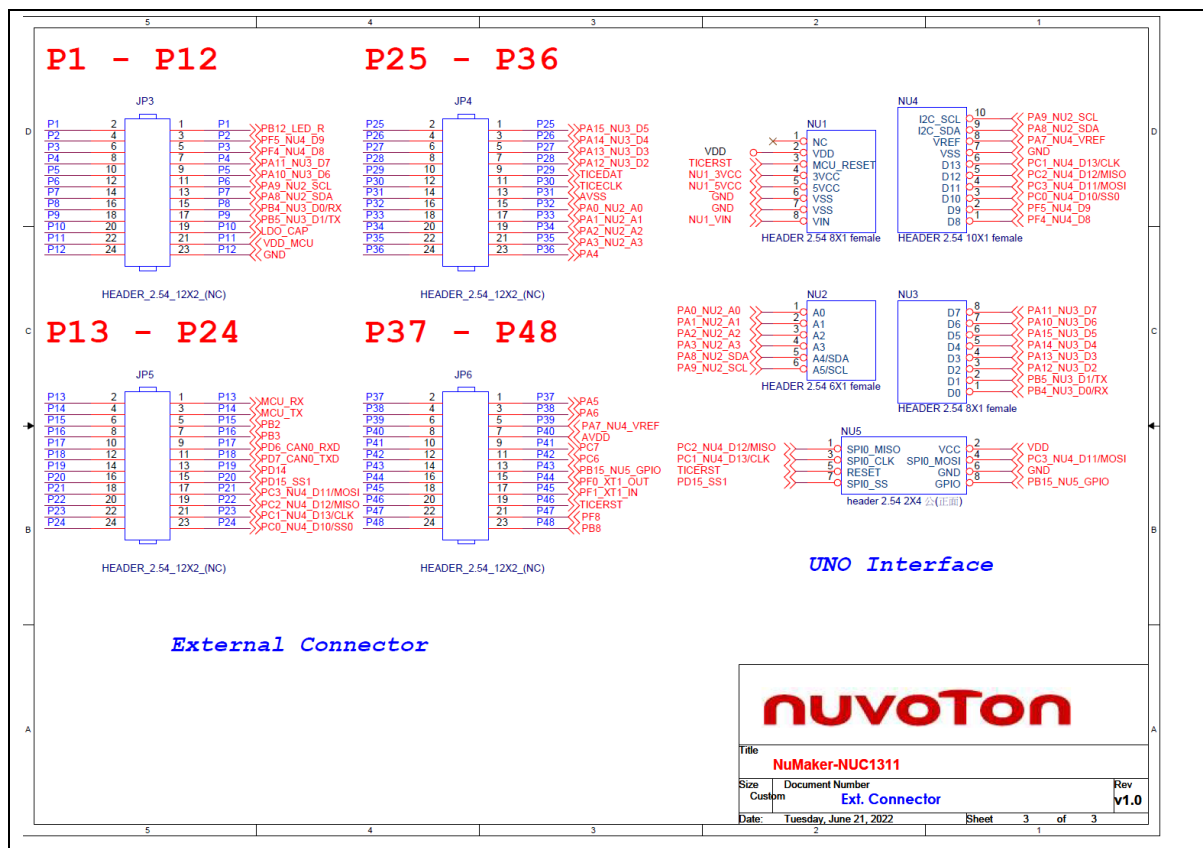 5 4 3 2 1
D
C
B
A
P1 - P12
P25 - P36
JP3
P1 2 1 P1 PB12_LED_R
P2 4 3 P2 PF5_NU4_D9
P3 6 5 P3 PF4_NU4_D8
P4 8 7 P4 PA11_NU3_D7
P5 10 9 P5 PA10_NU3_D6
P6 12 11 P6 PA9_NU2_SCL
P7 14 13 P7 PA8_NU2_SDA
P8 16 15 P8 PB4_NU3_D0/RX
P9 18 17 P9 PB5_NU3_D1/TX
P10 20 19 P10 LDO_CAP
P11 22 21 P11 VDD_MCU
P12 24 23 P12 GND
HEADER_2.54_12X2_(NC)
JP4
P25 2 1 P25 PA15_NU3_D5
P26 4 3 P26 PA14_NU3_D4
P27 6 5 P27 PA13_NU3_D3
P28 8 7 P28 PA12_NU3_D2
P29 10 9 P29 TICEDAT
P30 12 11 P30 TICECLK
P31 14 13 P31 AVSS
P32 16 15 P32 PA0_NU2_A0
P33 18 17 P33 PA1_NU2_A1
P34 20 19 P34 PA2_NU2_A2
P35 22 21 P35 PA3_NU2_A3
P36 24 23 P36 PA4
HEADER_2.54_12X2_(NC)
NU1
1 NC
VDD 2 VDD
TICERST 3 MCU_RESET
NU1_3VCC 4 3VCC
NU1_5VCC 5 5VCC
GND 6 VSS
GND 7 VSS
NU1_VIN 8 VIN
HEADER 2.54 8X1 female
NU4
I2C_SCL 10 PA9_NU2_SCL
I2C_SDA 9 PA8_NU2_SDA
VREF 8 PA7_NU4_VREF
VSS 7 GND
D13 6 PC1_NU4_D13/CLK
D12 5 PC2_NU4_D12/MISO
D11 4 PC3_NU4_D11/MOSI
D10 3 PC0_NU4_D10/SS0
D9 2 PF5_NU4_D9
D8 1 PF4_NU4_D8
HEADER 2.54 10X1 female
P13 - P24
P37 - P48
JP5
P13 2 1 P13 MCU_RX
P14 4 3 P14 MCU_TX
P15 6 5 P15 PB2
P16 8 7 P16 PB3
P17 10 9 P17 PD6_CAN0_RXD
P18 12 11 P18 PD7_CAN0_TXD
P19 14 13 P19 PD14
P20 16 15 P20 PD15_SS1
P21 18 17 P21 PC3_NU4_D11/MOSI
P22 20 19 P22 PC2_NU4_D12/MISO
P23 22 21 P23 PC1_NU4_D13/CLK
P24 24 23 P24 PC0_NU4_D10/SS0
HEADER_2.54_12X2_(NC)
JP6
P37 2 1 P37 PA5
P38 4 3 P38 PA6
P39 6 5 P39 PA7_NU4_VREF
P40 8 7 P40 AVDD
P41 10 9 P41 PC7
P42 12 11 P42 PC6
P43 14 13 P43 PB15_NU5_GPIO
P44 16 15 P44 PF0_XT1_OUT
P45 18 17 P45 PF1_XT1_IN
P46 20 19 P46 TICERST
P47 22 21 P47 PF8
P48 24 23 P48 PB8
HEADER_2.54_12X2_(NC)
NU2
PA0_NU2_A0 1 A0
PA1_NU2_A1 2 A1
PA2_NU2_A2 3 A2
PA3_NU2_A3 4 A3
PA8_NU2_SDA 5 A4/SDA
PA9_NU2_SCL 6 A5/SCL
HEADER 2.54 6X1 female
NU3
D7 8 PA11_NU3_D7
D6 7 PA10_NU3_D6
D5 6 PA15_NU3_D5
D4 5 PA14_NU3_D4
D3 4 PA13_NU3_D3
D2 3 PA12_NU3_D2
D1 2 PB5_NU3_D1/TX
D0 1 PB4_NU3_D0/RX
HEADER 2.54 8X1 female
NU5
PC2_NU4_D12/MISO 1 SPI0_MISO VCC 2 VDD
PC1_NU4_D13/CLK 3 SPI0_CLK SPI0_MOSI 4 PC3_NU4_D11/MOSI
TICERST 5 RESET GND 6 GND
PD15_SS1 7 SPI0_SS GPIO 8 PB15_NU5_GPIO
header 2.54 2X4 公(正面)
UNO Interface
External Connector
nuvoTon
Title
NuMaker-NUC1311
Size Document Number Rev
Custom Ext. Connector v1.0
Date: Tuesday, June 21, 2022 Sheet 3 of 3
5 4 3 2 1
D
C
B
A